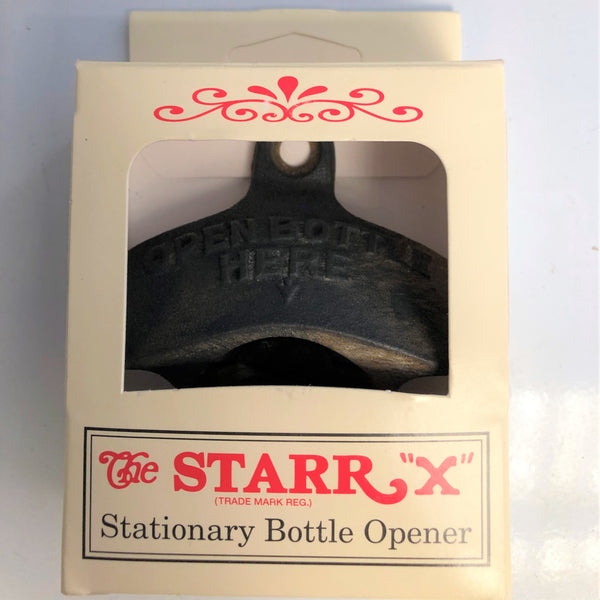 OPEN BOTTLE
HERE
The STARR "X"
(TRADE MARK REG.)
Stationary Bottle Opener